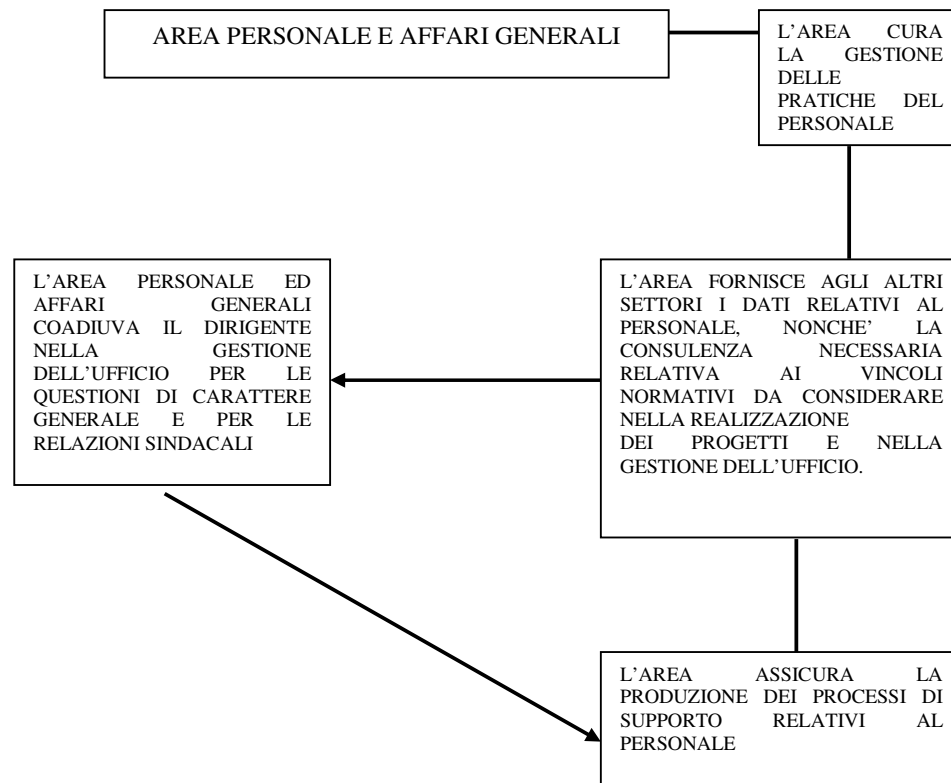 AREA PERSONALE E AFFARI GENERALI
L’AREA CURA
LA GESTIONE
DELLE
PRATICHE DEL
PERSONALE
L’AREA PERSONALE ED
AFFARI GENERALI
COADIUVA IL DIRIGENTE
NELLA GESTIONE
DELL’UFFICIO PER LE
QUESTIONI DI CARATTERE
GENERALE E PER LE
RELAZIONI SINDACALI
L’AREA FORNISCE AGLI ALTRI
SETTORI I DATI RELATIVI AL
PERSONALE, NONCHE’ LA
CONSULENZA NECESSARIA
RELATIVA AI VINCOLI
NORMATIVI DA CONSIDERARE
NELLA REALIZZAZIONE
DEI PROGETTI E NELLA
GESTIONE DELL’UFFICIO.
L’AREA ASSICURA LA
PRODUZIONE DEI PROCESSI DI
SUPPORTO RELATIVI AL
PERSONALE